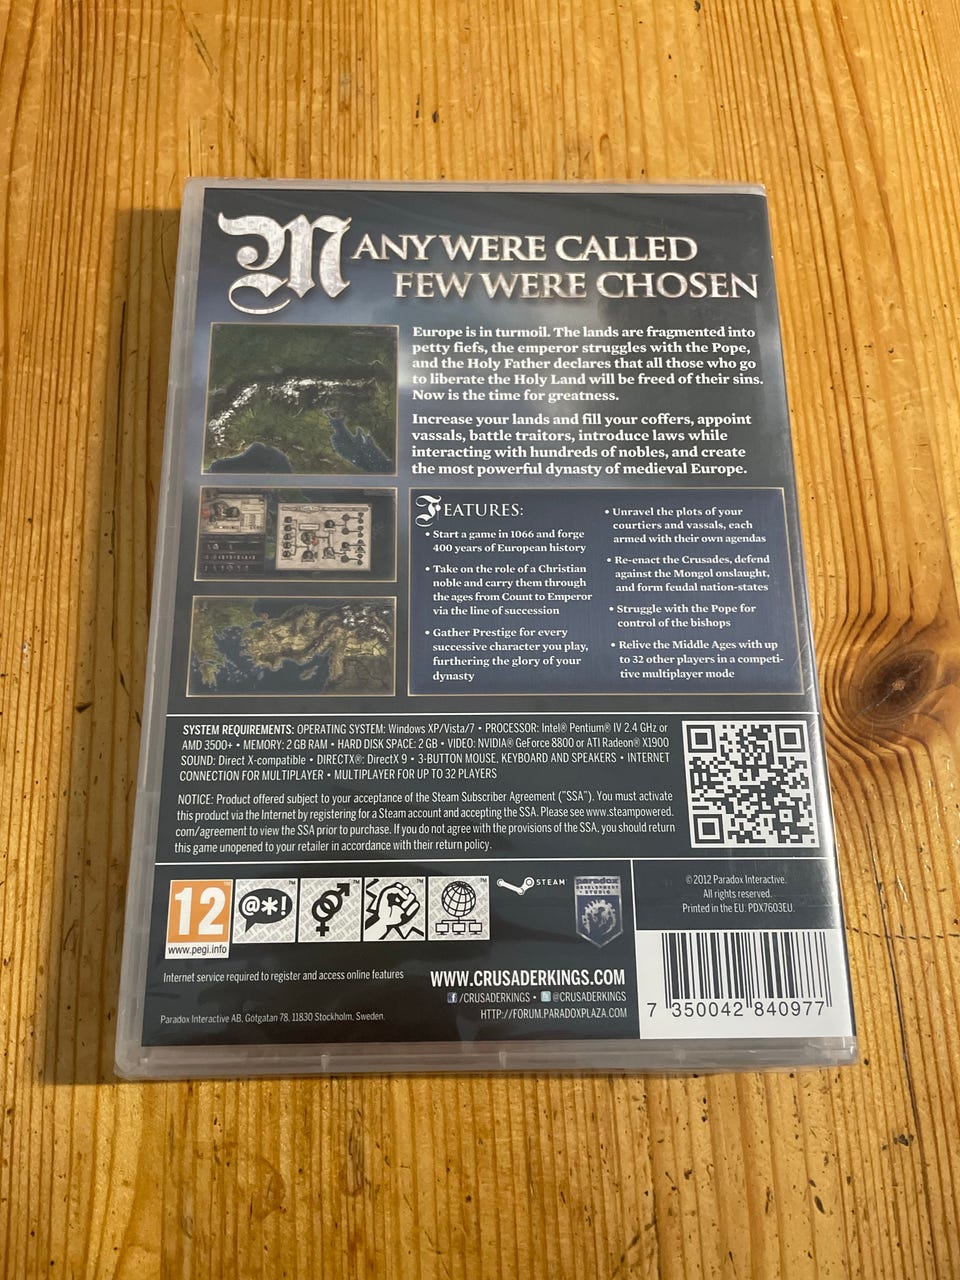 MANY WERE CALLED
FEW WERE CHOSEN
Europe is in turmoil. The lands are fragmented into
petty fiefs, the emperor struggles with the Pope,
and the Holy Father declares that all those who go
to liberate the Holy Land will be freed of their sins.
Now is the time for greatness.
Increase your lands and fill your coffers, appoint
vassals, battle traitors, introduce laws while
interacting with hundreds of nobles, and create
the most powerful dynasty of medieval Europe.
FEATURES:
• Start a game in 1066 and forge
400 years of European history
• Take on the role of a Christian
noble and carry them through
the ages from Count to Emperor
via the line of succession
• Gather Prestige for every
successive character you play,
furthering the glory of your
dynasty
• Unravel the plots of your
courtiers and vassals, each
armed with their own agendas
• Re-enact the Crusades, defend
against the Mongol onslaught,
and form feudal nation-states
• Struggle with the Pope for
control of the bishops
• Relive the Middle Ages with up
to 32 other players in a competi-
tive multiplayer mode
SYSTEM REQUIREMENTS: OPERATING SYSTEM: Windows XP/Vista/7 • PROCESSOR: Intel® Pentium® IV 2.4 GHz or
AMD 3500+ • MEMORY: 2 GB RAM • HARD DISK SPACE: 2 GB • VIDEO: NVIDIA® GeForce 8800 or ATI Radeon® X1900
SOUND: Direct X-compatible • DIRECTX®: DirectX 9 • 3-BUTTON MOUSE, KEYBOARD AND SPEAKERS • INTERNET
CONNECTION FOR MULTIPLAYER • MULTIPLAYER FOR UP TO 32 PLAYERS
NOTICE: Product offered subject to your acceptance of the Steam Subscriber Agreement ("SSA"). You must activate
this product via the Internet by registering for a Steam account and accepting the SSA. Please see www.steampowered.
com/agreement to view the SSA prior to purchase. If you do not agree with the provisions of the SSA, you should return
this game unopened to your retailer in accordance with their return policy.
12
www.pegi.info
@*!
STEAM
paradox
DEVELOPMENT
STUDIO
©2012 Paradox Interactive.
All rights reserved.
Printed in the EU. PDX7603EU.
Internet service required to register and access online features
WWW.CRUSADERKINGS.COM
f /CRUSADERKINGS • @CRUSADERKINGS
HTTP://FORUM.PARADOXPLAZA.COM
Paradox Interactive AB, Götgatan 78, 11830 Stockholm, Sweden.
7 350042 840977